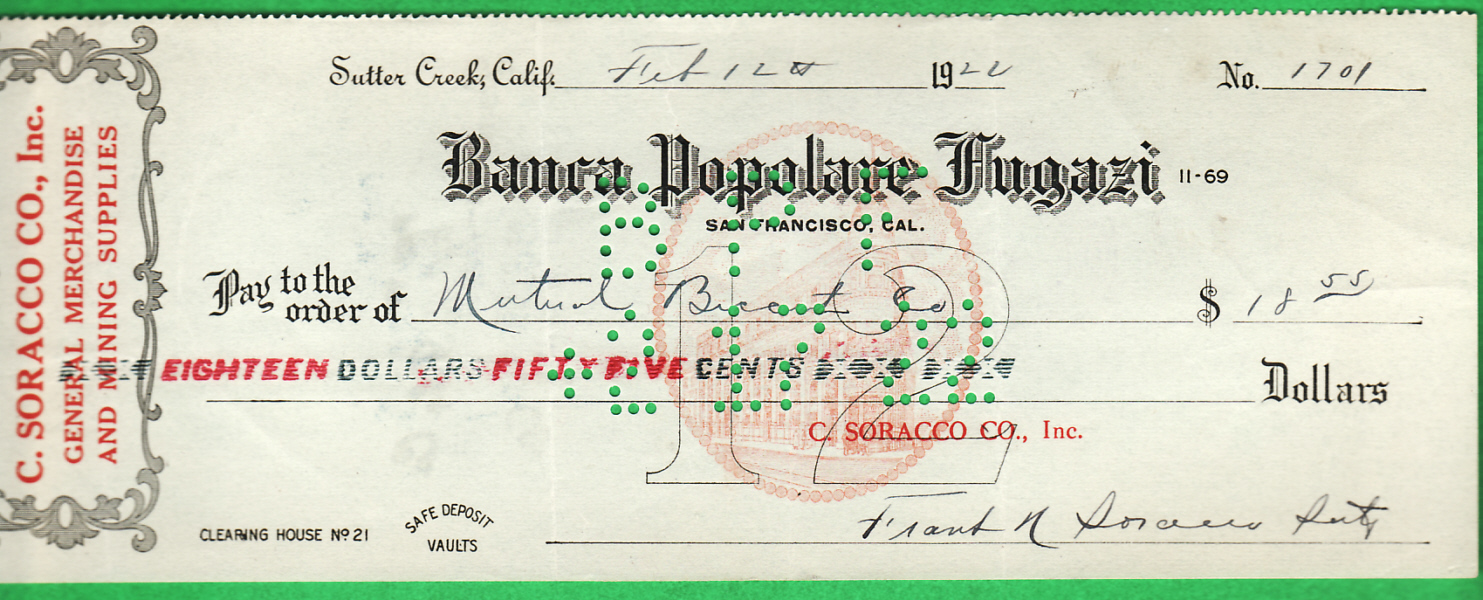 C. SORACCO CO., Inc.
GENERAL MERCHANDISE
AND MINING SUPPLIES
Sutter Creek, Calif. Feb 12th 1922 No. 1701
Banca Popolare Fugazi 11-69
SAN FRANCISCO, CAL.
Pay to the order of Mutual Biscuit Co $ 18 55
EIGHTEEN DOLLARS FIFTY FIVE CENTS
Dollars
12
C. SORACCO CO., Inc.
Frank N Soracco
CLEARING HOUSE Nº 21
SAFE DEPOSIT
VAULTS